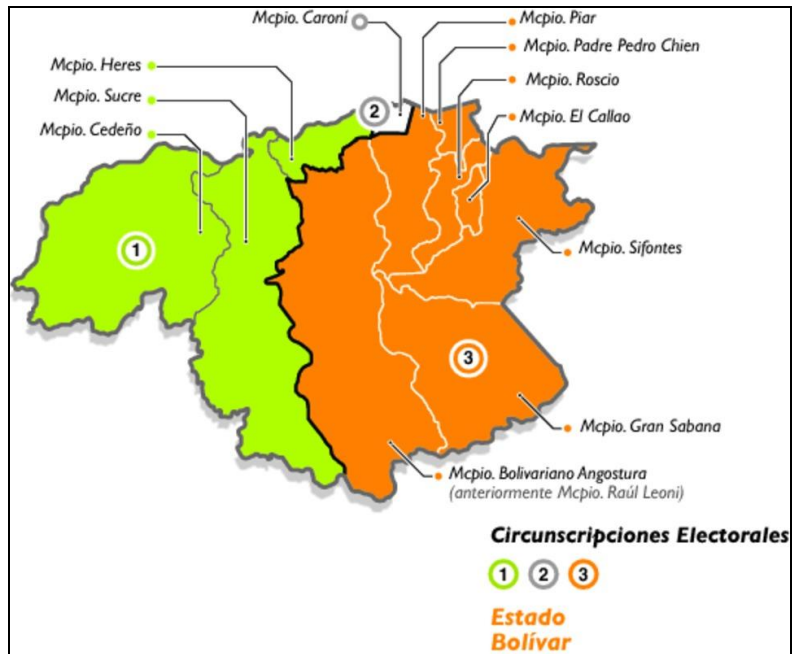 Mcpio. Caroní
Mcpio. Piar
Mcpio. Padre Pedro Chien
Mcpio. Heres
Mcpio. Roscio
Mcpio. Sucre
Mcpio. El Callao
Mcpio. Cedeño
2
1
Mcpio. Sifontes
3
Mcpio. Gran Sabana
Mcpio. Bolivariano Angostura
(anteriormente Mcpio. Raúl Leoni)
Circunscripciones Electorales
1 2 3
Estado
Bolívar